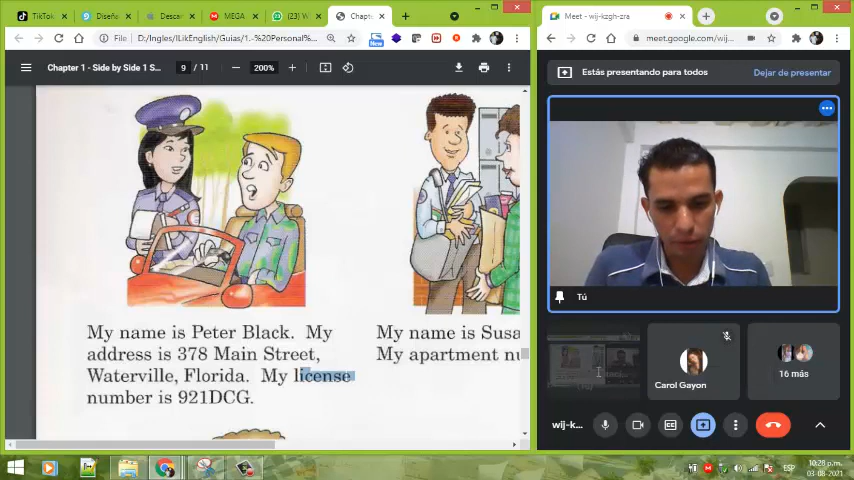 TikTok
Diseña
Descar
MEGA
(23) W
Chapt
Meet - wij-kzgh-zra
D:/Ingles/ILikEnglish/Guias/1.-%20Personal%...
New
meet.google.com/wij...
Chapter 1 - Side by Side 1 S...
9 / 11
200%
Estás presentando para todos
Dejar de presentar
My name is Peter Black. My
address is 378 Main Street,
Waterville, Florida. My license
number is 921DCG.
My name is Susa
My apartment nu
Tú
Carol Gayon
16 más
wij-k...
ESP
10:28 p.m.
03-08-2021